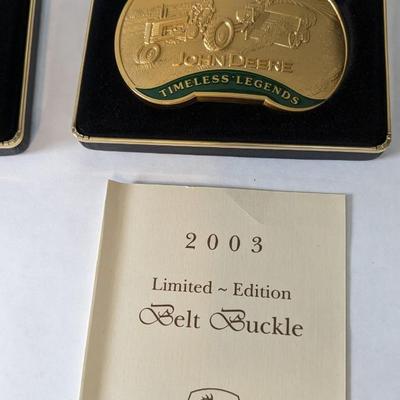 JOHN DEERE
TIMELESS LEGENDS
2003
Limited ~ Edition
Belt Buckle